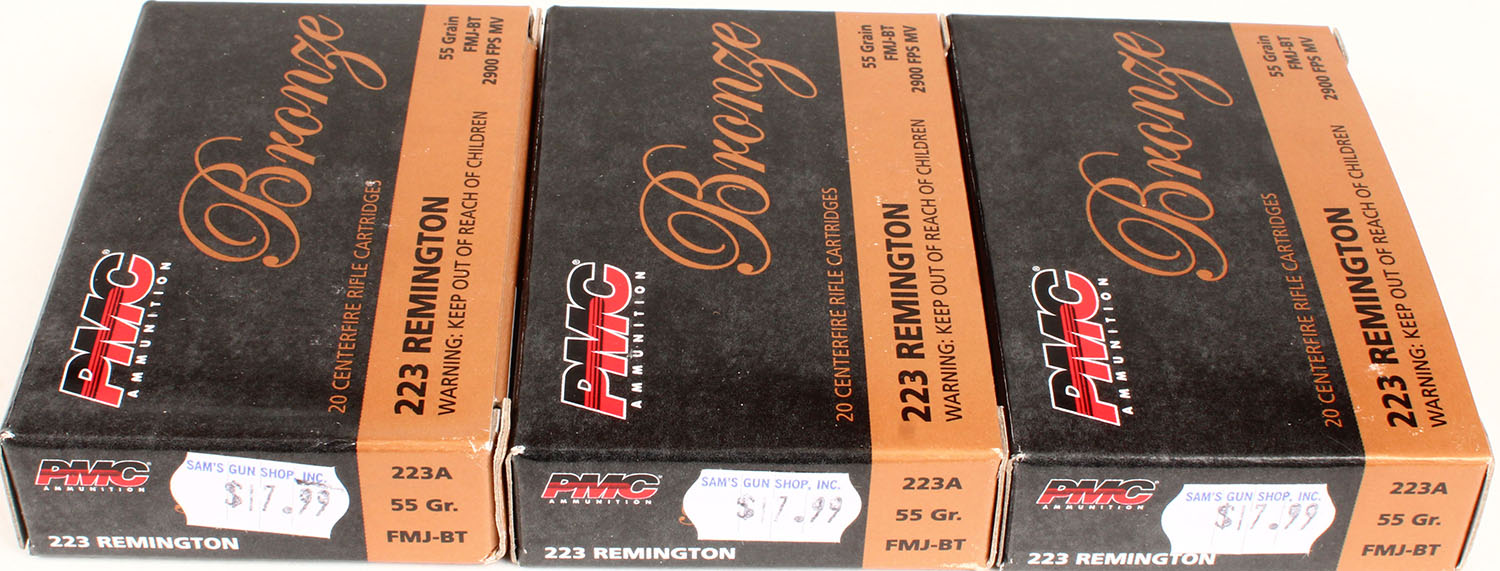 PMC®
AMMUNITION
Bronze
20 CENTERFIRE RIFLE CARTRIDGES
223 REMINGTON
WARNING: KEEP OUT OF REACH OF CHILDREN
55 Grain
FMJ-BT
2900 FPS MV
PMC®
AMMUNITION
SAM'S GUN SHOP, INC.
$17.99
223 REMINGTON
223A
55 Gr.
FMJ-BT
PMC®
AMMUNITION
Bronze
20 CENTERFIRE RIFLE CARTRIDGES
223 REMINGTON
WARNING: KEEP OUT OF REACH OF CHILDREN
55 Grain
FMJ-BT
2900 FPS MV
PMC®
AMMUNITION
SAM'S GUN SHOP, INC.
$17.99
223 REMINGTON
223A
55 Gr.
FMJ-BT
PMC®
AMMUNITION
Bronze
20 CENTERFIRE RIFLE CARTRIDGES
223 REMINGTON
WARNING: KEEP OUT OF REACH OF CHILDREN
55 Grain
FMJ-BT
2900 FPS MV
PMC®
AMMUNITION
SAM'S GUN SHOP, INC.
$17.99
223 REMINGTON
223A
55 Gr.
FMJ-BT